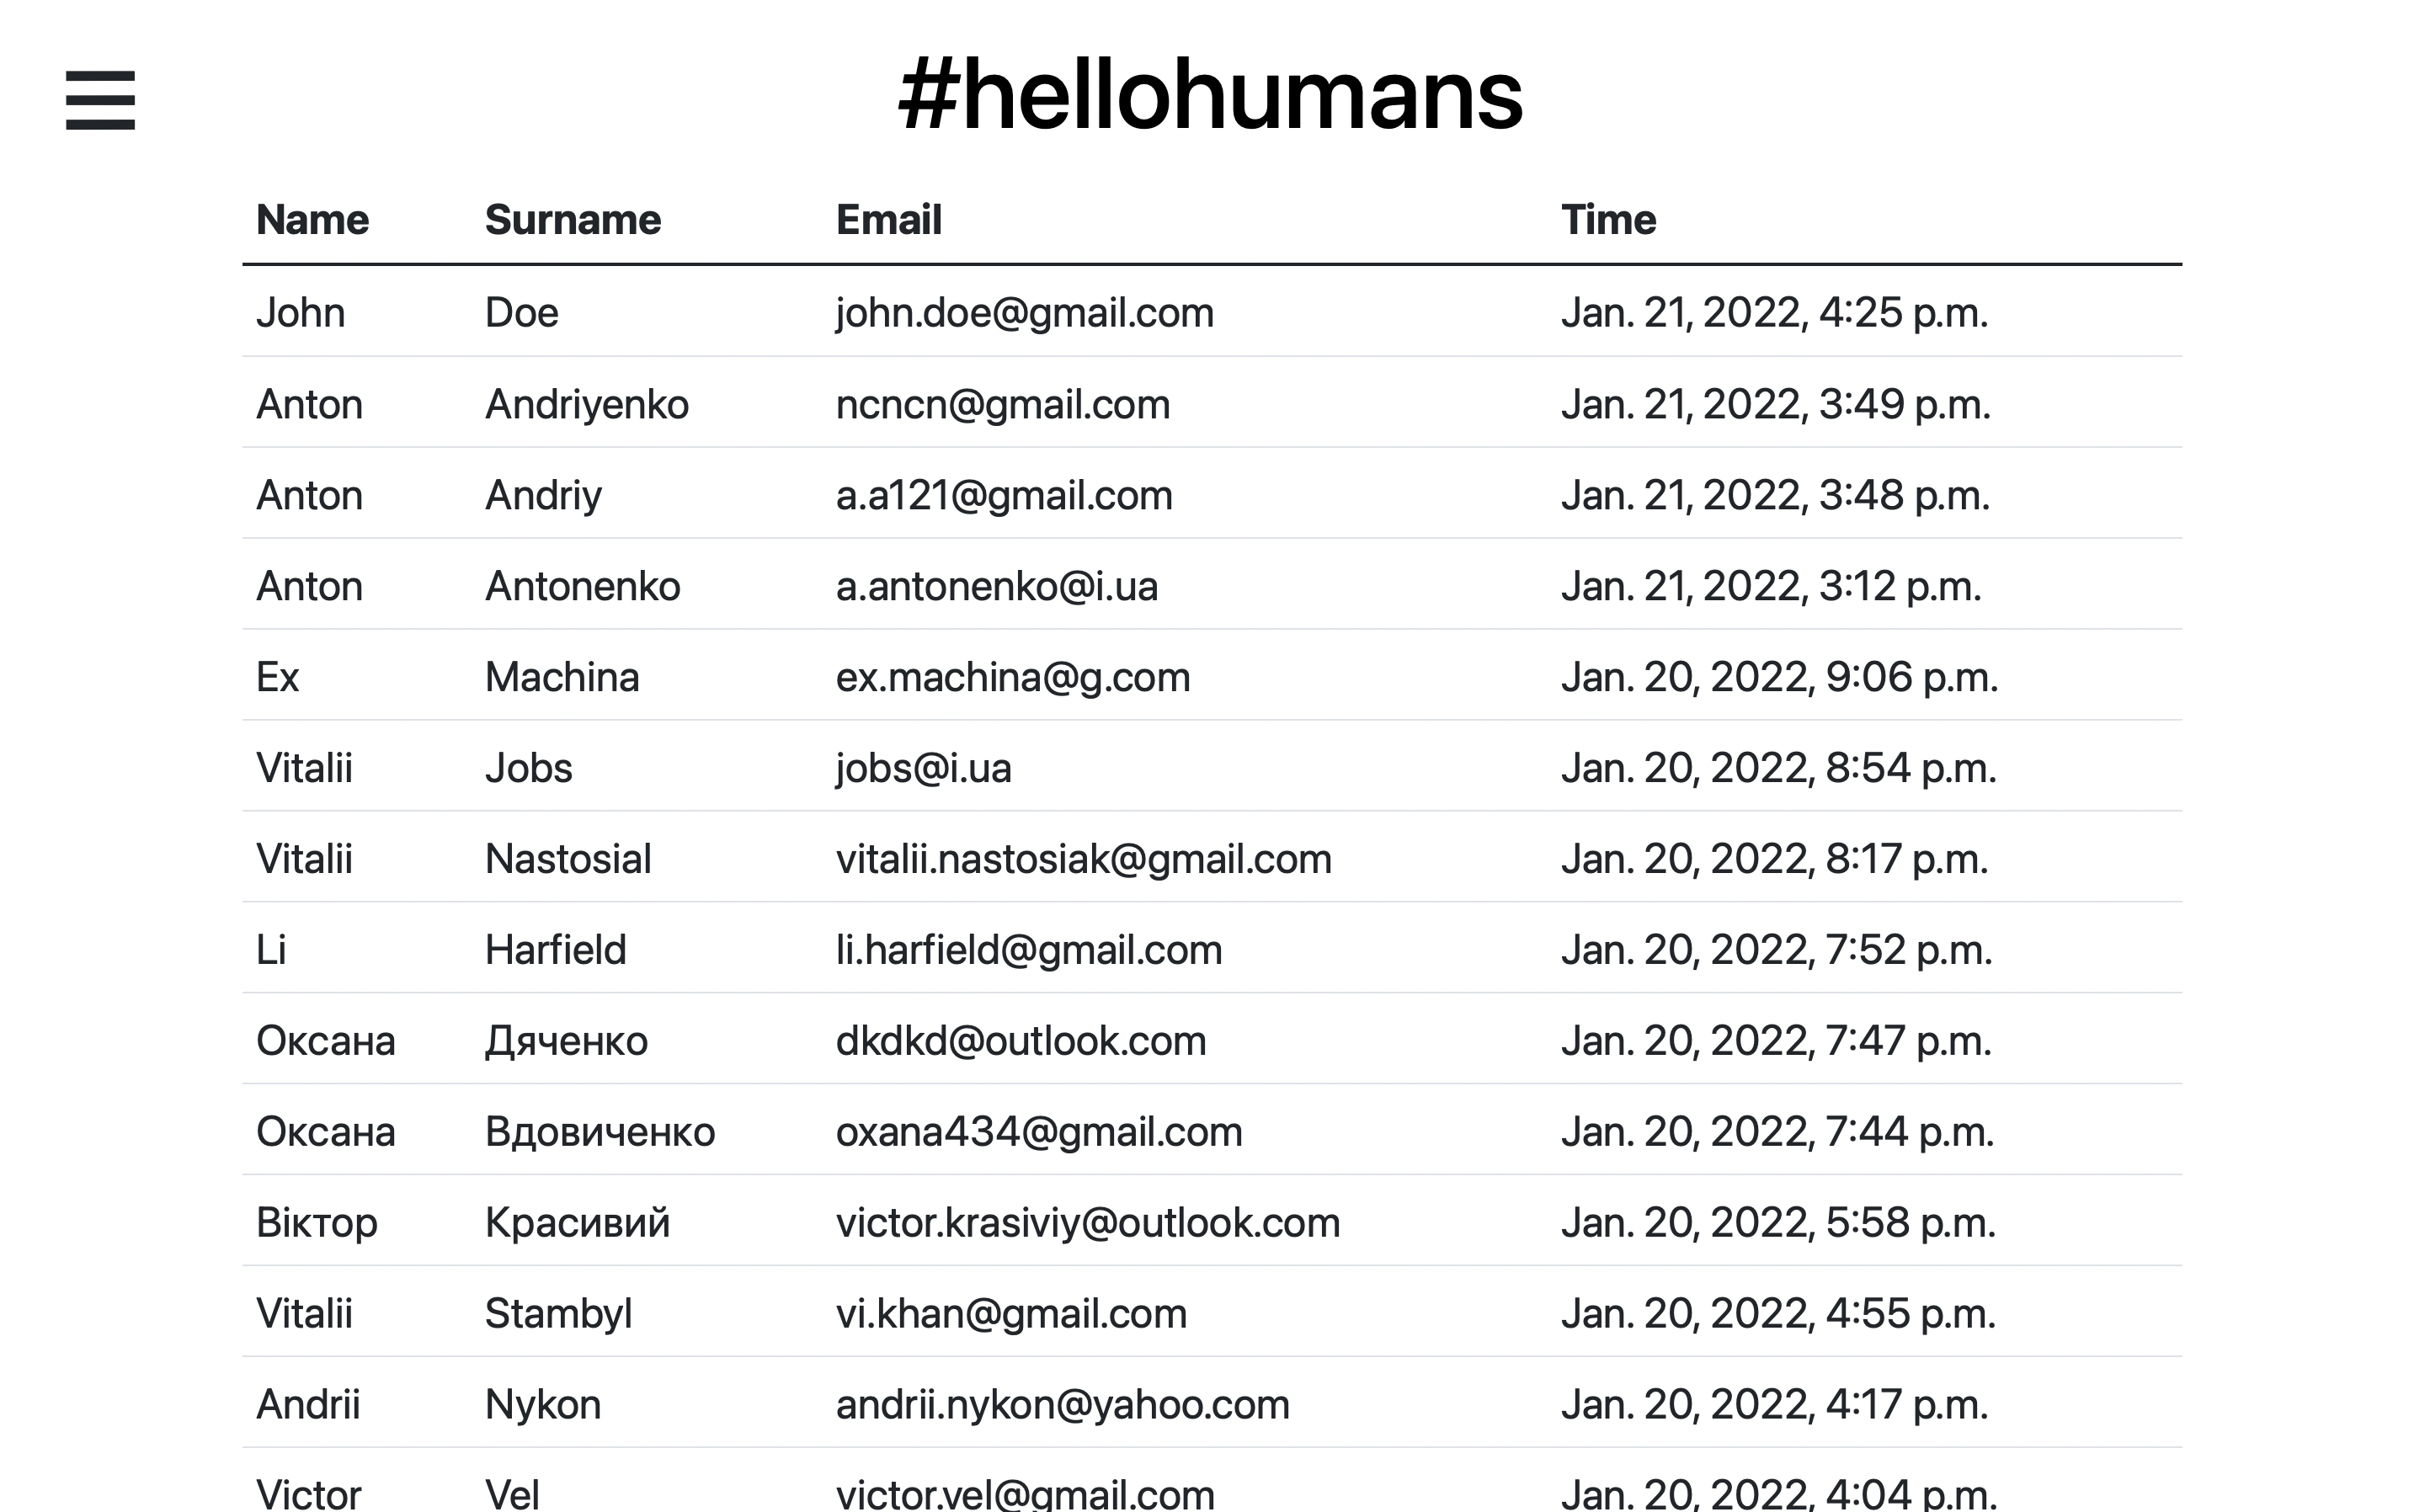 #hellohumans
Name Surname Email Time
John Doe john.doe@gmail.com Jan. 21, 2022, 4:25 p.m.
Anton Andriyenko ncncn@gmail.com Jan. 21, 2022, 3:49 p.m.
Anton Andriy a.a121@gmail.com Jan. 21, 2022, 3:48 p.m.
Anton Antonenko a.antonenko@i.ua Jan. 21, 2022, 3:12 p.m.
Ex Machina ex.machina@g.com Jan. 20, 2022, 9:06 p.m.
Vitalii Jobs jobs@i.ua Jan. 20, 2022, 8:54 p.m.
Vitalii Nastosial vitalii.nastosiak@gmail.com Jan. 20, 2022, 8:17 p.m.
Li Harfield li.harfield@gmail.com Jan. 20, 2022, 7:52 p.m.
Оксана Дяченко dkdkd@outlook.com Jan. 20, 2022, 7:47 p.m.
Оксана Вдовиченко oxana434@gmail.com Jan. 20, 2022, 7:44 p.m.
Віктор Красивий victor.krasiviy@outlook.com Jan. 20, 2022, 5:58 p.m.
Vitalii Stambyl vi.khan@gmail.com Jan. 20, 2022, 4:55 p.m.
Andrii Nykon andrii.nykon@yahoo.com Jan. 20, 2022, 4:17 p.m.
Victor Vel victor.vel@gmail.com Jan. 20, 2022, 4:04 p.m.